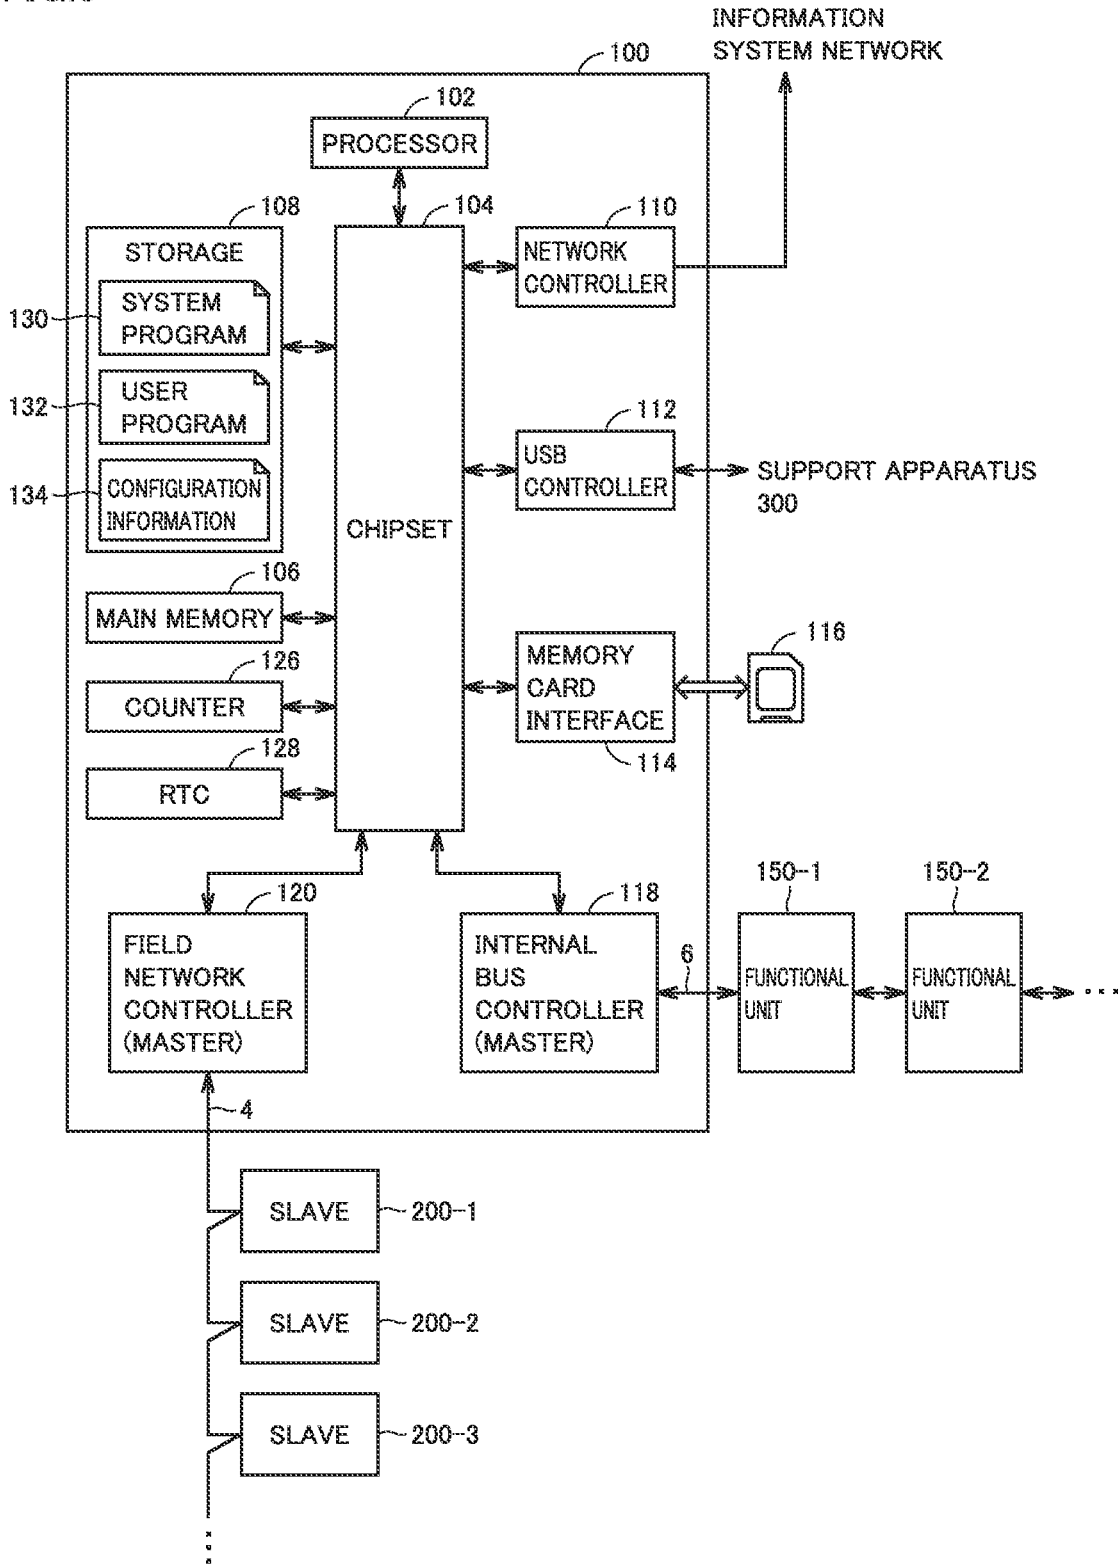 INFORMATION
SYSTEM NETWORK
100
102
PROCESSOR
108
104
110
STORAGE
NETWORK
CONTROLLER
130
SYSTEM
PROGRAM
132
USER
PROGRAM
112
USB
CONTROLLER
SUPPORT APPARATUS
300
134
CONFIGURATION
INFORMATION
CHIPSET
106
MAIN MEMORY
126
COUNTER
MEMORY
CARD
INTERFACE
114
116
128
RTC
120
118
150-1
150-2
FIELD
NETWORK
CONTROLLER
(MASTER)
INTERNAL
BUS
CONTROLLER
(MASTER)
6
FUNCTIONAL
UNIT
FUNCTIONAL
UNIT
...
4
SLAVE
200-1
SLAVE
200-2
SLAVE
200-3
...